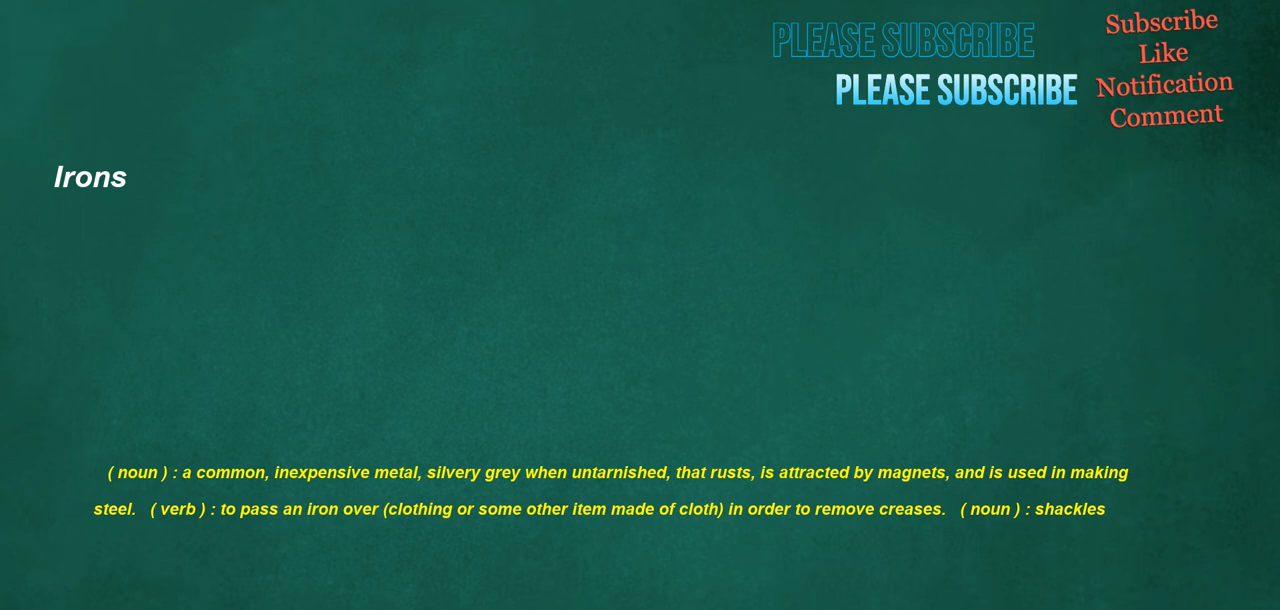 PLEASE SUBSCRIBE
PLEASE SUBSCRIBE
Subscribe
Like
Notification
Comment
Irons
( noun ) : a common, inexpensive metal, silvery grey when untarnished, that rusts, is attracted by magnets, and is used in making
steel. ( verb ) : to pass an iron over (clothing or some other item made of cloth) in order to remove creases. ( noun ) : shackles